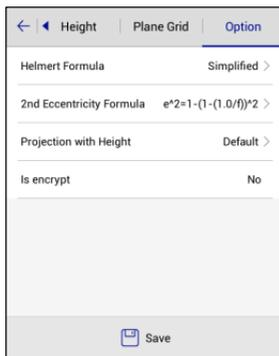 Height Plane Grid Option
Helmert Formula Simplified
2nd Eccentricity Formula e^2=1-(1-(1.0/f))^2
Projection with Height Default
Is encrypt No
Save